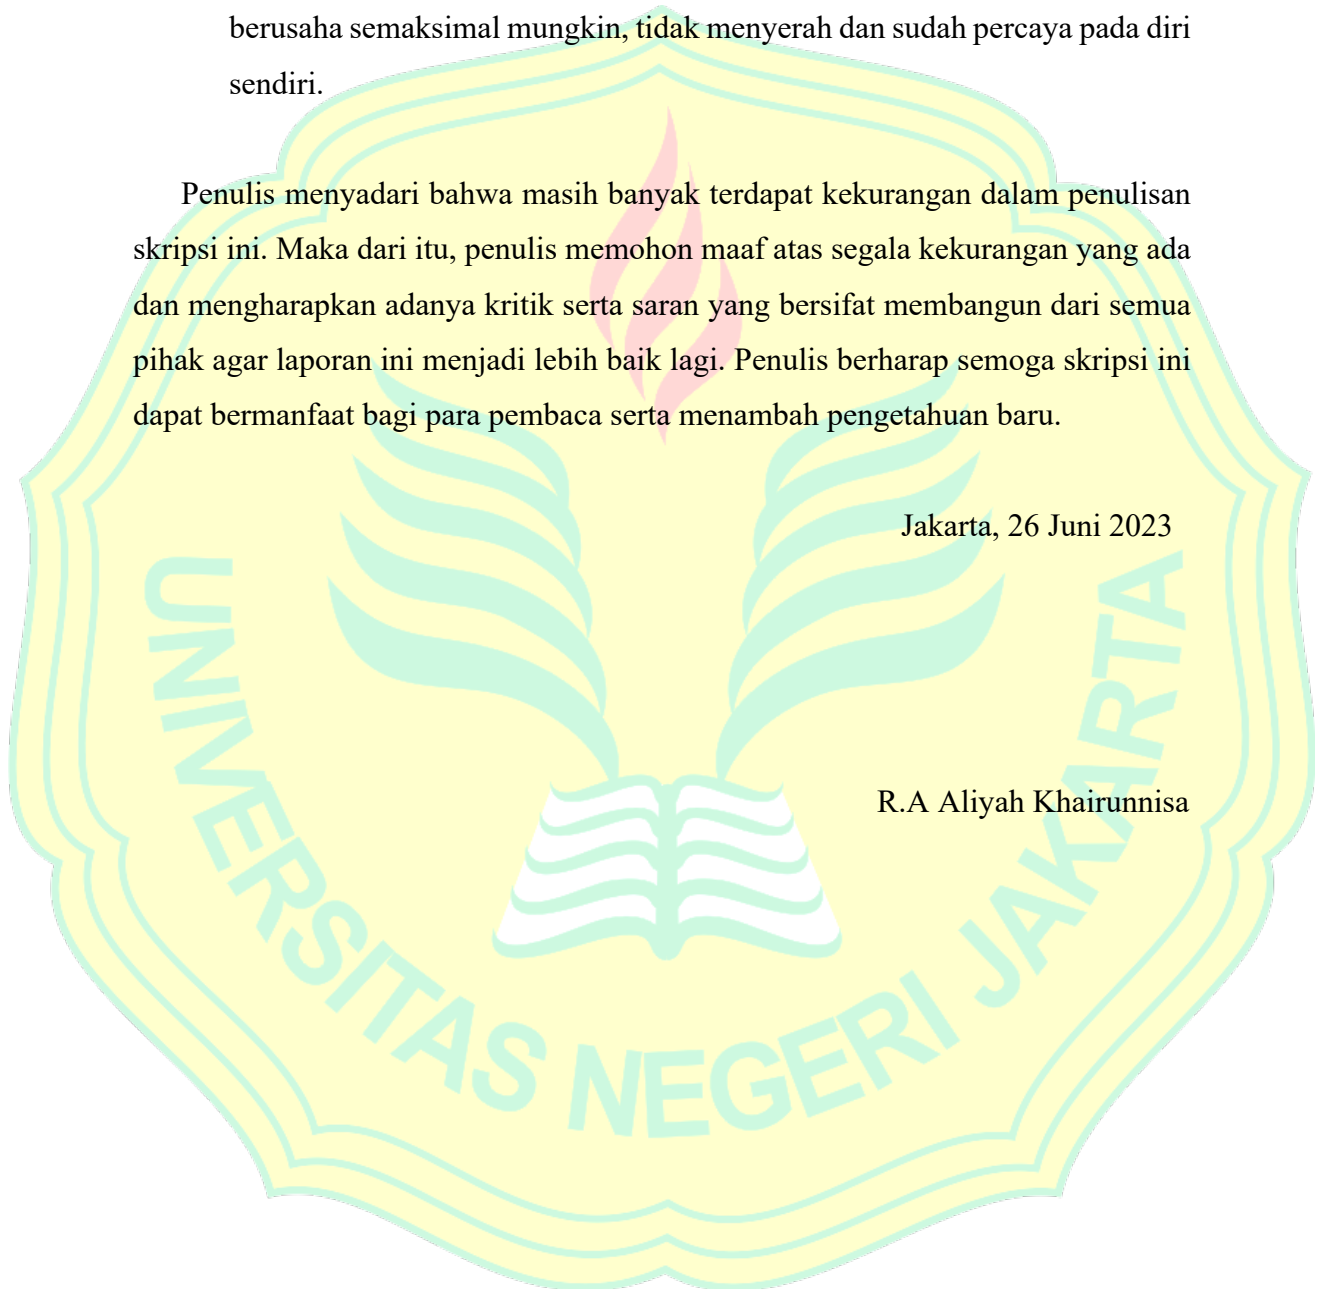 berusaha semaksimal mungkin, tidak menyerah dan sudah percaya pada diri
sendiri.
Penulis menyadari bahwa masih banyak terdapat kekurangan dalam penulisan
skripsi ini. Maka dari itu, penulis memohon maaf atas segala kekurangan yang ada
dan mengharapkan adanya kritik serta saran yang bersifat membangun dari semua
pihak agar laporan ini menjadi lebih baik lagi. Penulis berharap semoga skripsi ini
dapat bermanfaat bagi para pembaca serta menambah pengetahuan baru.
Jakarta, 26 Juni 2023
R.A Aliyah Khairunnisa
UNIVERSITAS NEGERI JAKARTA